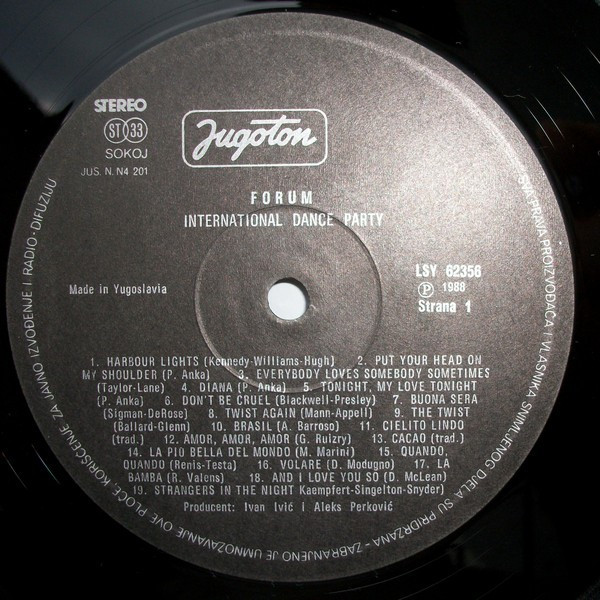 STEREO
ST 33
SOKOJ
JUS. N. N4 201
Jugoton
FORUM
INTERNATIONAL DANCE PARTY
Made in Yugoslavia
LSY 62356
Ⓟ 1988
Strana 1
1. HARBOUR LIGHTS (Kennedy-Williams-Hugh) 2. PUT YOUR HEAD ON
MY SHOULDER (P. Anka) 3. EVERYBODY LOVES SOMEBODY SOMETIMES
(Taylor-Lane) 4. DIANA (P. Anka) 5. TONIGHT, MY LOVE TONIGHT
(P. Anka) 6. DON'T BE CRUEL (Blackwell-Presley) 7. BUONA SERA
(Sigman-DeRose) 8. TWIST AGAIN (Mann-Appell) 9. THE TWIST
(Ballard-Glenn) 10. BRASIL (A. Barroso) 11. CIELITO LINDO
(trad.) 12. AMOR, AMOR, AMOR (G. Ruizry) 13. CACAO (trad.)
14. LA PIO BELLA DEL MONDO (M. Marini) 15. QUANDO,
QUANDO (Renis-Testa) 16. VOLARE (D. Modugno) 17. LA
BAMBA (R. Valens) 18. AND I LOVE YOU SO (D. McLean)
19. STRANGERS IN THE NIGHT Kaempfert-Singelton-Snyder)
Producent: Ivan Ivić i Aleks Perković
SVA PRAVA PROIZVOĐAČA I VLASNIKA SNIMLJENOG DJELA SU PRIDRŽANA - ZABRANJENO JE UMNOŽAVANJE OVE PLOČE, KORIŠĆENJE ZA JAVNO IZVOĐENJE I RADIO-DIFUZIJU